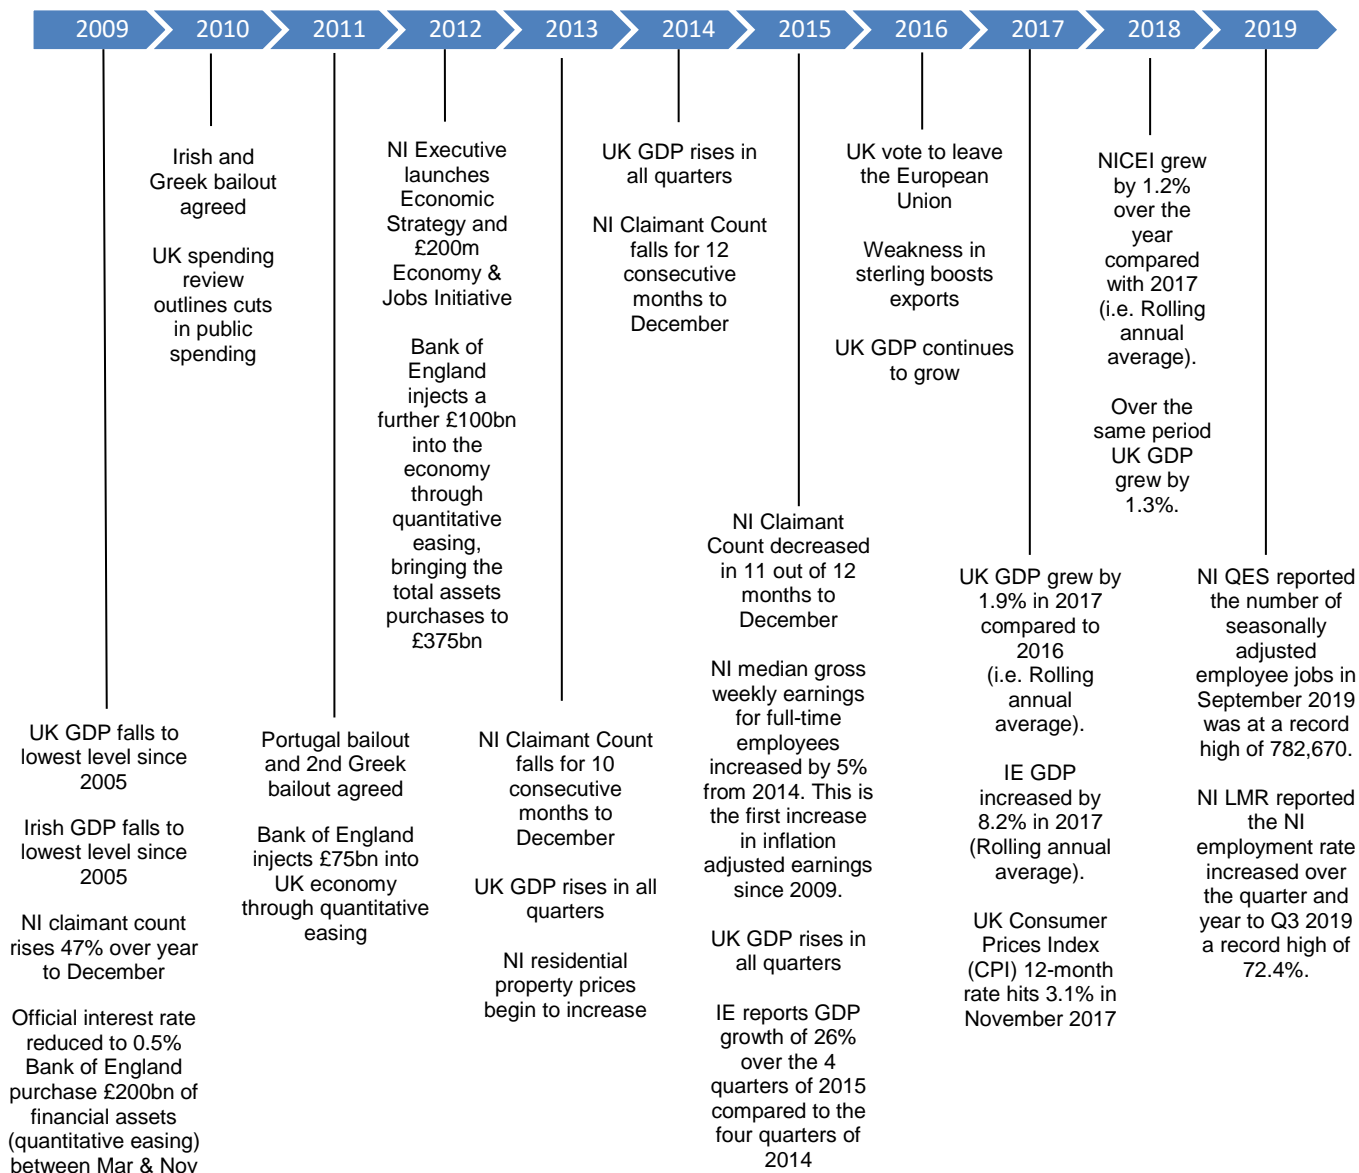 2009
2010
2011
2012
2013
2014
2015
2016
2017
2018
2019
UK GDP falls to
lowest level since
2005
Irish GDP falls to
lowest level since
2005
NI claimant count
rises 47% over year
to December
Official interest rate
reduced to 0.5%
Bank of England
purchase £200bn of
financial assets
(quantitative easing)
between Mar & Nov
Irish and
Greek bailout
agreed
UK spending
review
outlines cuts
in public
spending
Portugal bailout
and 2nd Greek
bailout agreed
Bank of England
injects £75bn into
UK economy
through quantitative
easing
NI Executive
launches
Economic
Strategy and
£200m
Economy &
Jobs Initiative
Bank of
England
injects a
further £100bn
into the
economy
through
quantitative
easing,
bringing the
total assets
purchases to
£375bn
NI Claimant Count
falls for 10
consecutive
months to
December
UK GDP rises in all
quarters
NI residential
property prices
begin to increase
UK GDP rises in
all quarters
NI Claimant Count
falls for 12
consecutive
months to
December
NI Claimant
Count decreased
in 11 out of 12
months to
December
NI median gross
weekly earnings
for full-time
employees
increased by 5%
from 2014. This is
the first increase
in inflation
adjusted earnings
since 2009.
UK GDP rises in
all quarters
IE reports GDP
growth of 26%
over the 4
quarters of 2015
compared to the
four quarters of
2014
UK vote to leave
the European
Union
Weakness in
sterling boosts
exports
UK GDP continues
to grow
UK GDP grew by
1.9% in 2017
compared to
2016
(i.e. Rolling
annual
average).
IE GDP
increased by
8.2% in 2017
(Rolling annual
average).
UK Consumer
Prices Index
(CPI) 12-month
rate hits 3.1% in
November 2017
NICEI grew
by 1.2%
over the
year
compared
with 2017
(i.e. Rolling
annual
average).
Over the
same period
UK GDP
grew by
1.3%.
NI QES reported
the number of
seasonally
adjusted
employee jobs in
September 2019
was at a record
high of 782,670.
NI LMR reported
the NI
employment rate
increased over
the quarter and
year to Q3 2019
a record high of
72.4%.